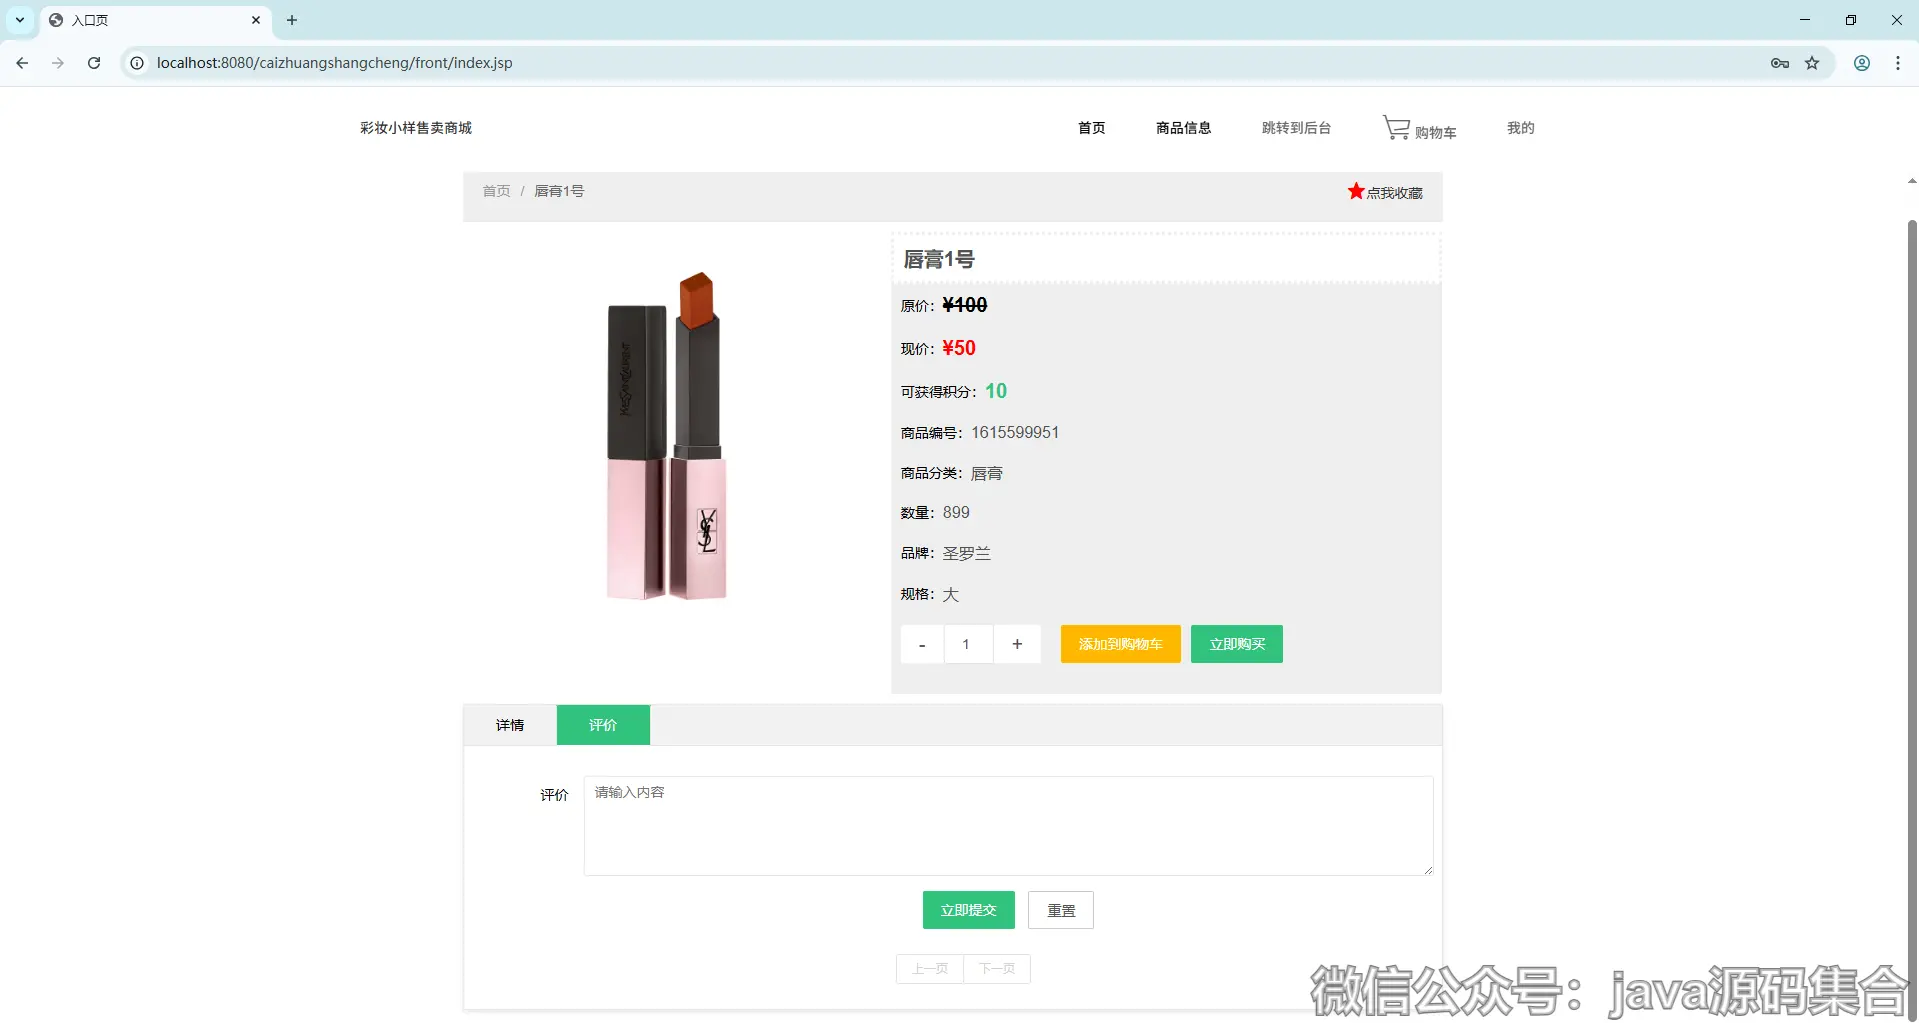 入口页
localhost:8080/caizhuangshangcheng/front/index.jsp
彩妆小样售卖商城
首页
商品信息
跳转到后台
购物车
我的
首页 / 唇膏1号
点我收藏
唇膏1号
原价：¥100
现价：¥50
可获得积分：10
商品编号：1615599951
商品分类：唇膏
数量：899
品牌：圣罗兰
规格：大
- 1 +
添加到购物车
立即购买
YVESSAINTLAURENT
YSL
详情
评价
评价
请输入内容
立即提交
重置
上一页
下一页
微信公众号：java源码集合